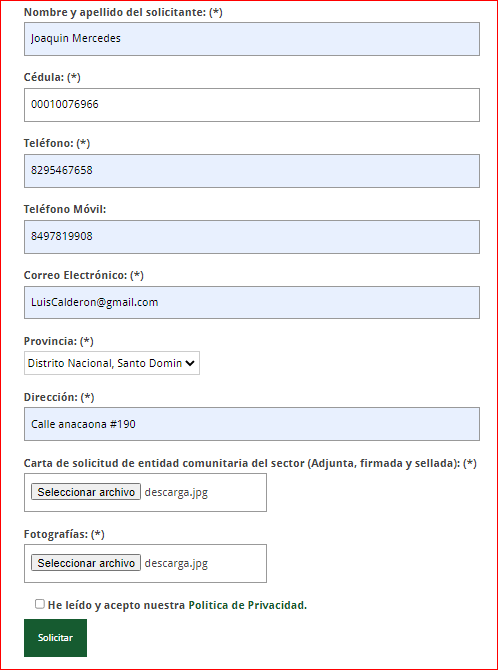 Nombre y apellido del solicitante: (*)
Joaquin Mercedes
Cédula: (*)
00010076966
Teléfono: (*)
8295467658
Teléfono Móvil:
8497819908
Correo Electrónico: (*)
LuisCalderon@gmail.com
Provincia: (*)
Distrito Nacional, Santo Domin
Dirección: (*)
Calle anacaona #190
Carta de solicitud de entidad comunitaria del sector (Adjunta, firmada y sellada): (*)
Seleccionar archivo descarga.jpg
Fotografías: (*)
Seleccionar archivo descarga.jpg
He leído y acepto nuestra Politica de Privacidad.
Solicitar